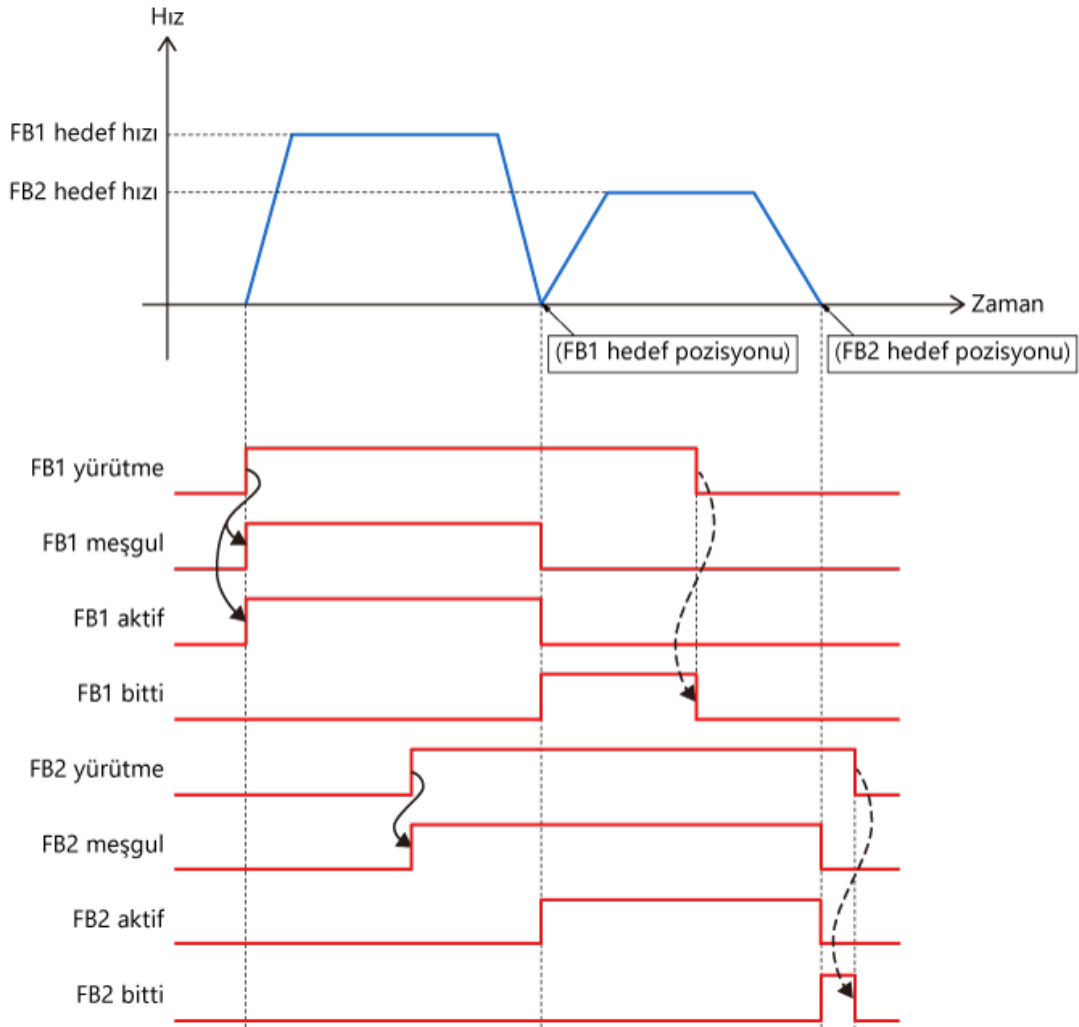 Hız
FB1 hedef hızı
FB2 hedef hızı
Zaman
(FB1 hedef pozisyonu)
(FB2 hedef pozisyonu)
FB1 yürütme
FB1 meşgul
FB1 aktif
FB1 bitti
FB2 yürütme
FB2 meşgul
FB2 aktif
FB2 bitti